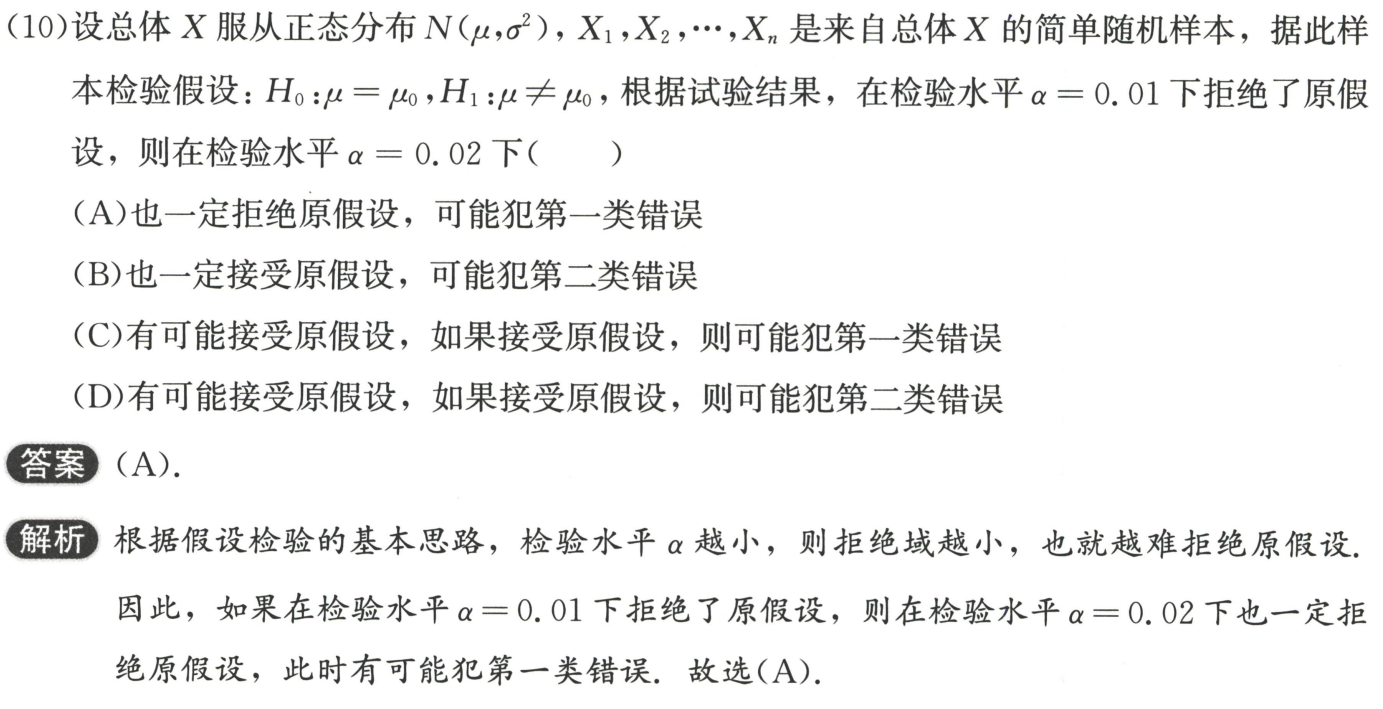 (10)设总体 X 服从正态分布 N(μ,σ²)，X₁,X₂,⋯,Xₙ 是来自总体 X 的简单随机样本，据此样
本检验假设：H₀:μ＝μ₀,H₁:μ≠μ₀，根据试验结果，在检验水平 α＝0.01 下拒绝了原假
设，则在检验水平 α＝0.02 下(　　)
(A)也一定拒绝原假设，可能犯第一类错误
(B)也一定接受原假设，可能犯第二类错误
(C)有可能接受原假设，如果接受原假设，则可能犯第一类错误
(D)有可能接受原假设，如果接受原假设，则可能犯第二类错误
答案 (A).
解析 根据假设检验的基本思路，检验水平 α 越小，则拒绝域越小，也就越难拒绝原假设.
因此，如果在检验水平 α＝0.01 下拒绝了原假设，则在检验水平 α＝0.02 下也一定拒
绝原假设，此时有可能犯第一类错误. 故选(A).